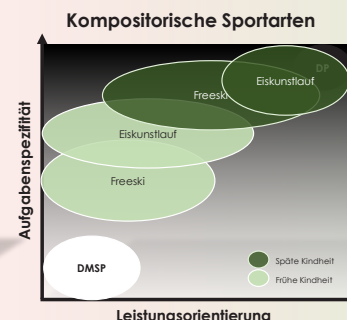 Kompositorische Sportarten
Aufgabenspezifität
DP
Eiskunstlauf
Freeski
Eiskunstlauf
Freeski
DMSP
Späte Kindheit
Frühe Kindheit
Leistungsorientierung